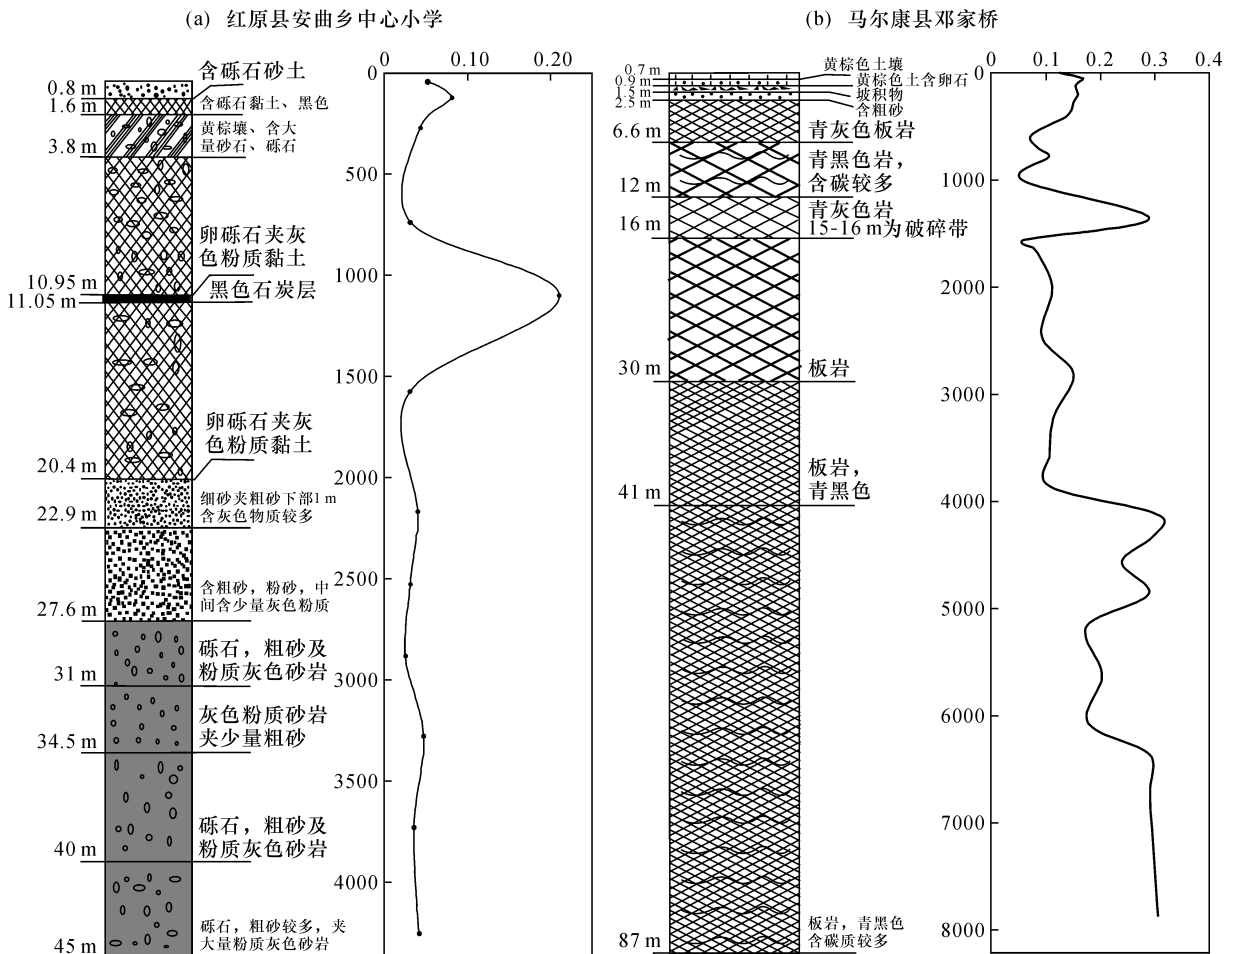 (a) 红原县安曲乡中心小学
0.8 m
1.6 m
3.8 m
10.95 m
11.05 m
20.4 m
22.9 m
27.6 m
31 m
34.5 m
40 m
45 m
含砾石砂土
含砾石黏土、黑色
黄棕壤、含大
量砂石、砾石
卵砾石夹灰
色粉质黏土
黑色石炭层
卵砾石夹灰
色粉质黏土
细砂夹粗砂下部1 m
含灰色物质较多
含粗砂，粉砂，中
间含少量灰色粉质
砾石，粗砂及
粉质灰色砂岩
灰色粉质砂岩
夹少量粗砂
砾石，粗砂及
粉质灰色砂岩
砾石，粗砂较多，夹
大量粉质灰色砂岩
0 0.10 0.20
0
500
1000
1500
2000
2500
3000
3500
4000
(b) 马尔康县邓家桥
0.7 m
0.9 m
1.5 m
2.5 m
6.6 m
12 m
16 m
30 m
41 m
87 m
黄棕色土壤
黄棕色土含卵石
坡积物
含粗砂
青灰色板岩
青黑色岩，
含碳较多
青灰色岩
15-16 m为破碎带
板岩
板岩，
青黑色
板岩，青黑色
含碳质较多
0 0.1 0.2 0.3 0.4
0
1000
2000
3000
4000
5000
6000
7000
8000